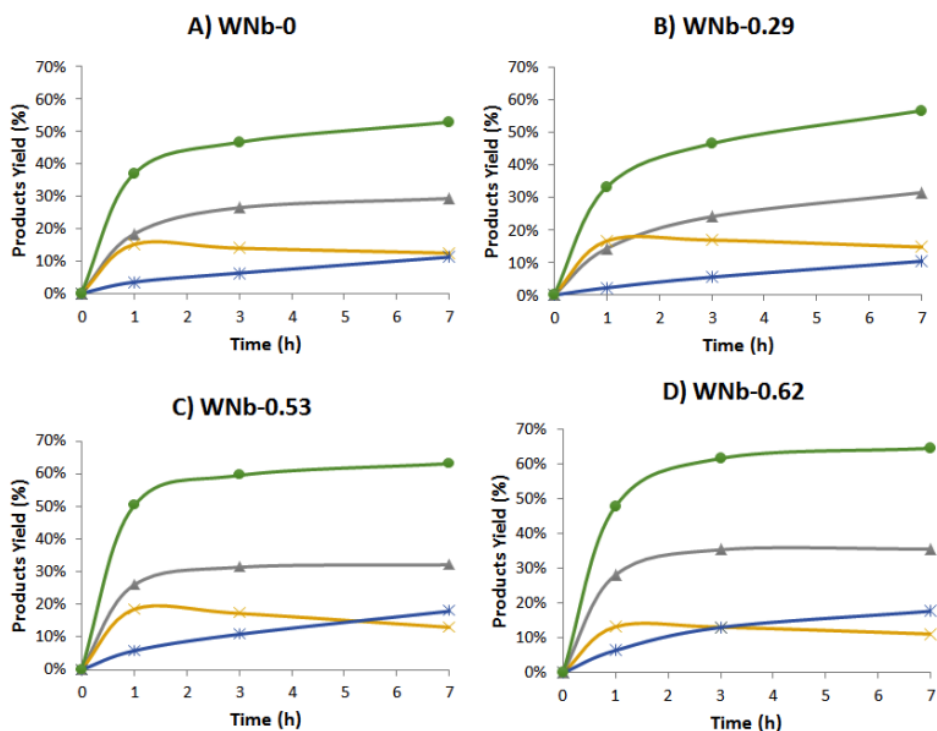 A) WNb-0
Products Yield (%)
70%
60%
50%
40%
30%
20%
10%
0%
0 1 2 3 4 5 6 7
Time (h)
B) WNb-0.29
Products Yield (%)
70%
60%
50%
40%
30%
20%
10%
0%
0 1 2 3 4 5 6 7
Time (h)
C) WNb-0.53
Products Yield (%)
70%
60%
50%
40%
30%
20%
10%
0%
0 1 2 3 4 5 6 7
Time (h)
D) WNb-0.62
Products Yield (%)
70%
60%
50%
40%
30%
20%
10%
0%
0 1 2 3 4 5 6 7
Time (h)